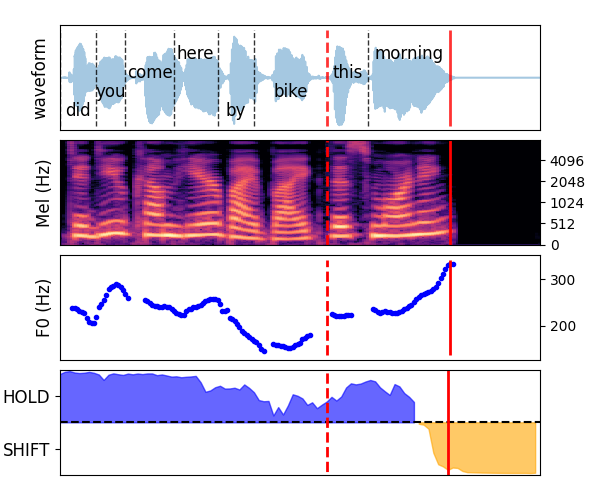 waveform
did you come here by bike this morning
Mel (Hz)
4096
2048
1024
512
0
F0 (Hz)
300
200
HOLD
SHIFT